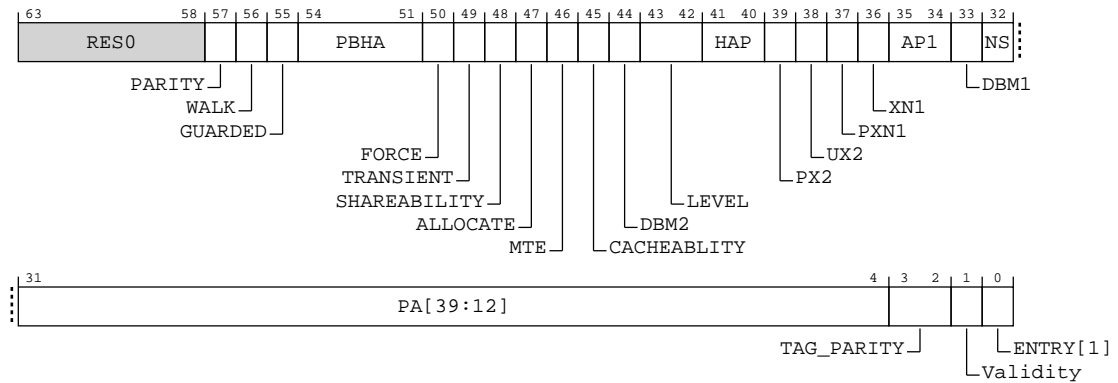 63 58 57 56 55 54 51 50 49 48 47 46 45 44 43 42 41 40 39 38 37 36 35 34 33 32
RES0 PBHA HAP AP1 NS
PARITY DBM1
WALK XN1
GUARDED PXN1
FORCE UX2
TRANSIENT PX2
SHAREABILITY LEVEL
ALLOCATE DBM2
MTE CACHEABLITY
31 4 3 2 1 0
PA[39:12]
TAG_PARITY ENTRY[1]
Validity